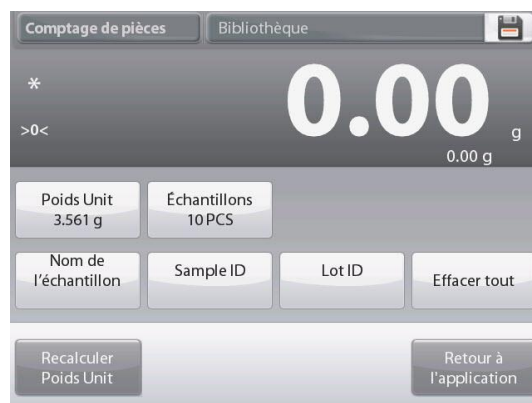 Comptage de pièces
Bibliothèque
*
>0<
0.00 g
0.00 g
Poids Unit
3.561 g
Échantillons
10 PCS
Nom de
l'échantillon
Sample ID
Lot ID
Effacer tout
Recalculer
Poids Unit
Retour à
l'application